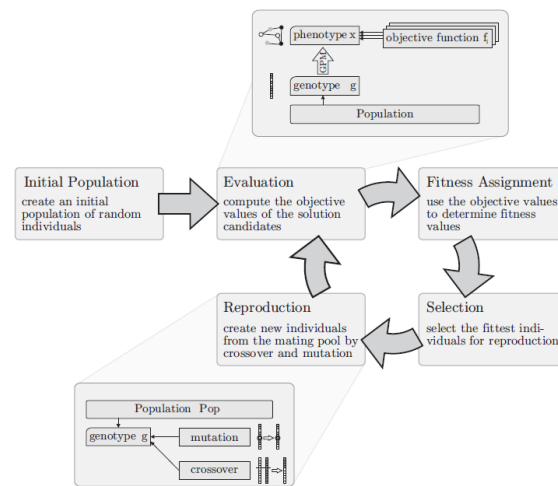 phenotype x
objective function fi
GPM
genotype g
Population
Initial Population
create an initial
population of random
individuals
Evaluation
compute the objective
values of the solution
candidates
Fitness Assignment
use the objective values
to determine fitness
values
Reproduction
create new individuals
from the mating pool by
crossover and mutation
Selection
select the fittest indi-
viduals for reproduction
Population Pop
genotype g
mutation
crossover